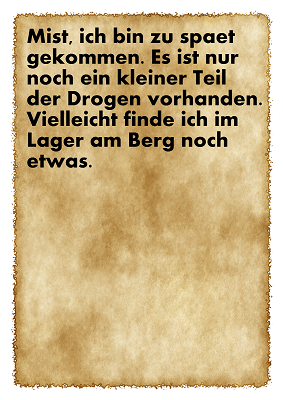 Mist, ich bin zu spaet
gekommen. Es ist nur
noch ein kleiner Teil
der Drogen vorhanden.
Vielleicht finde ich im
Lager am Berg noch
etwas.